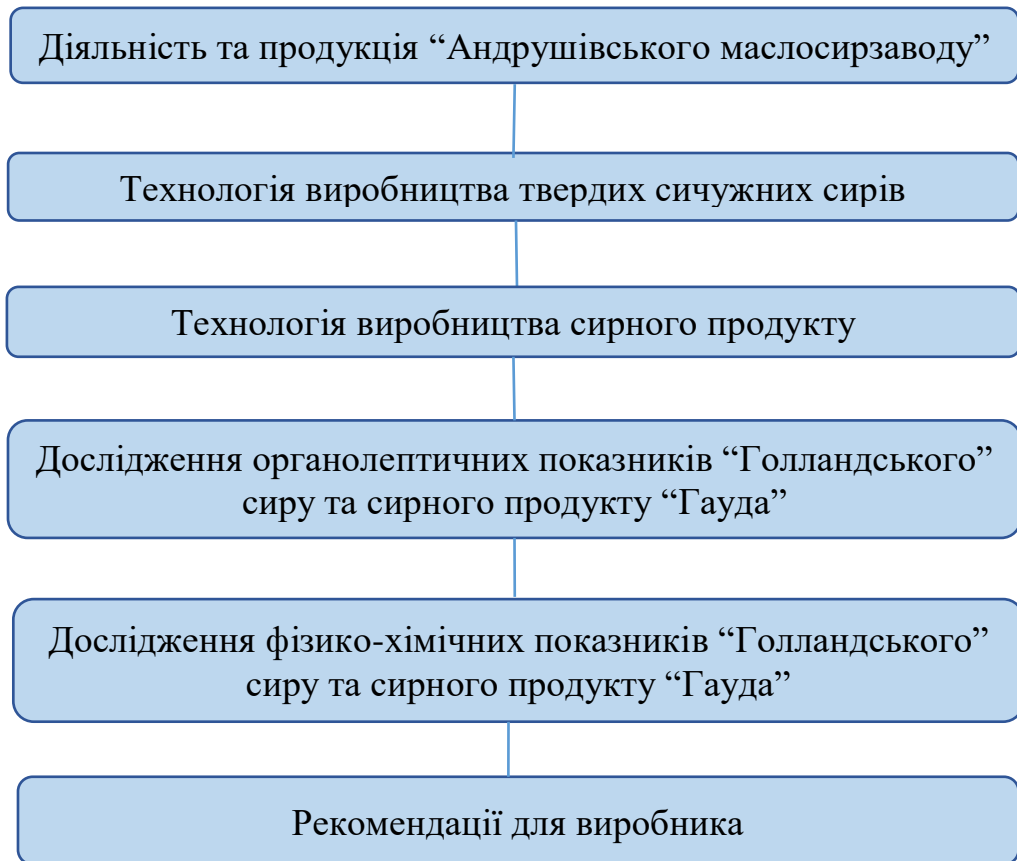 Діяльність та продукція “Андрушівського маслосирзаводу”
Технологія виробництва твердих сичужних сирів
Технологія виробництва сирного продукту
Дослідження органолептичних показників “Голландського”
сиру та сирного продукту “Гауда”
Дослідження фізико-хімічних показників “Голландського”
сиру та сирного продукту “Гауда”
Рекомендації для виробника